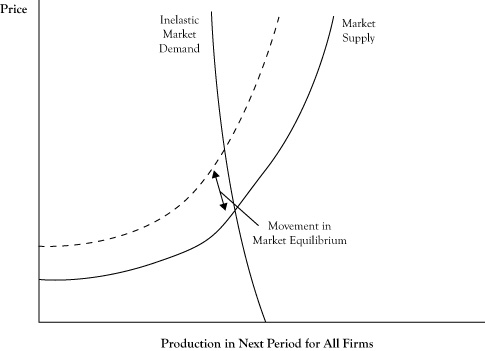 Price
Inelastic
Market
Demand
Market
Supply
Movement in
Market Equilibrium
Production in Next Period for All Firms